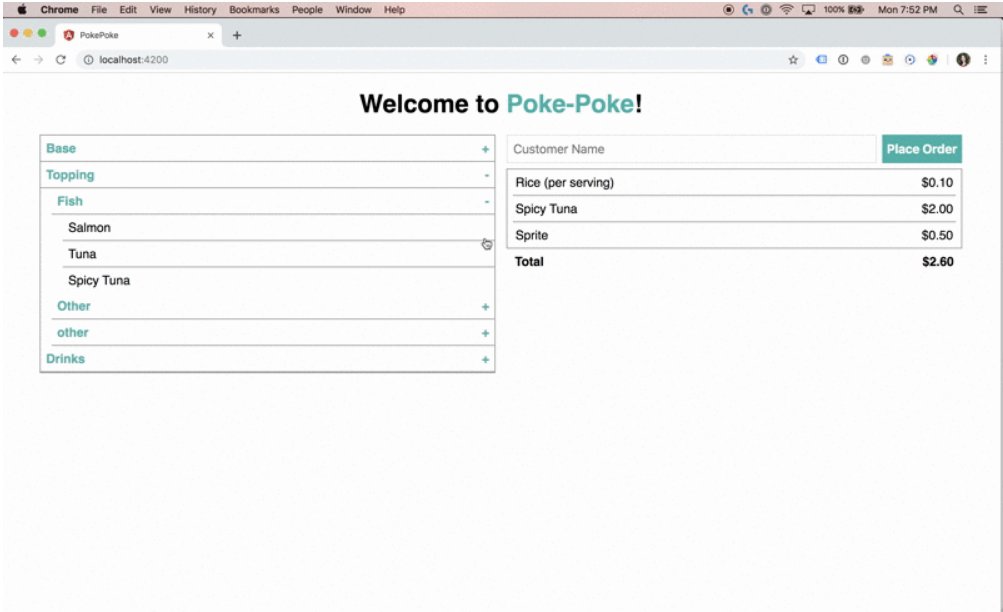 Chrome File Edit View History Bookmarks People Window Help 100% Mon 7:52 PM
PokePoke × +
localhost:4200
Welcome to Poke-Poke!
Base +
Topping -
Fish -
Salmon
Tuna
Spicy Tuna
Other +
other +
Drinks +
Customer Name Place Order
Rice (per serving) $0.10
Spicy Tuna $2.00
Sprite $0.50
Total $2.60